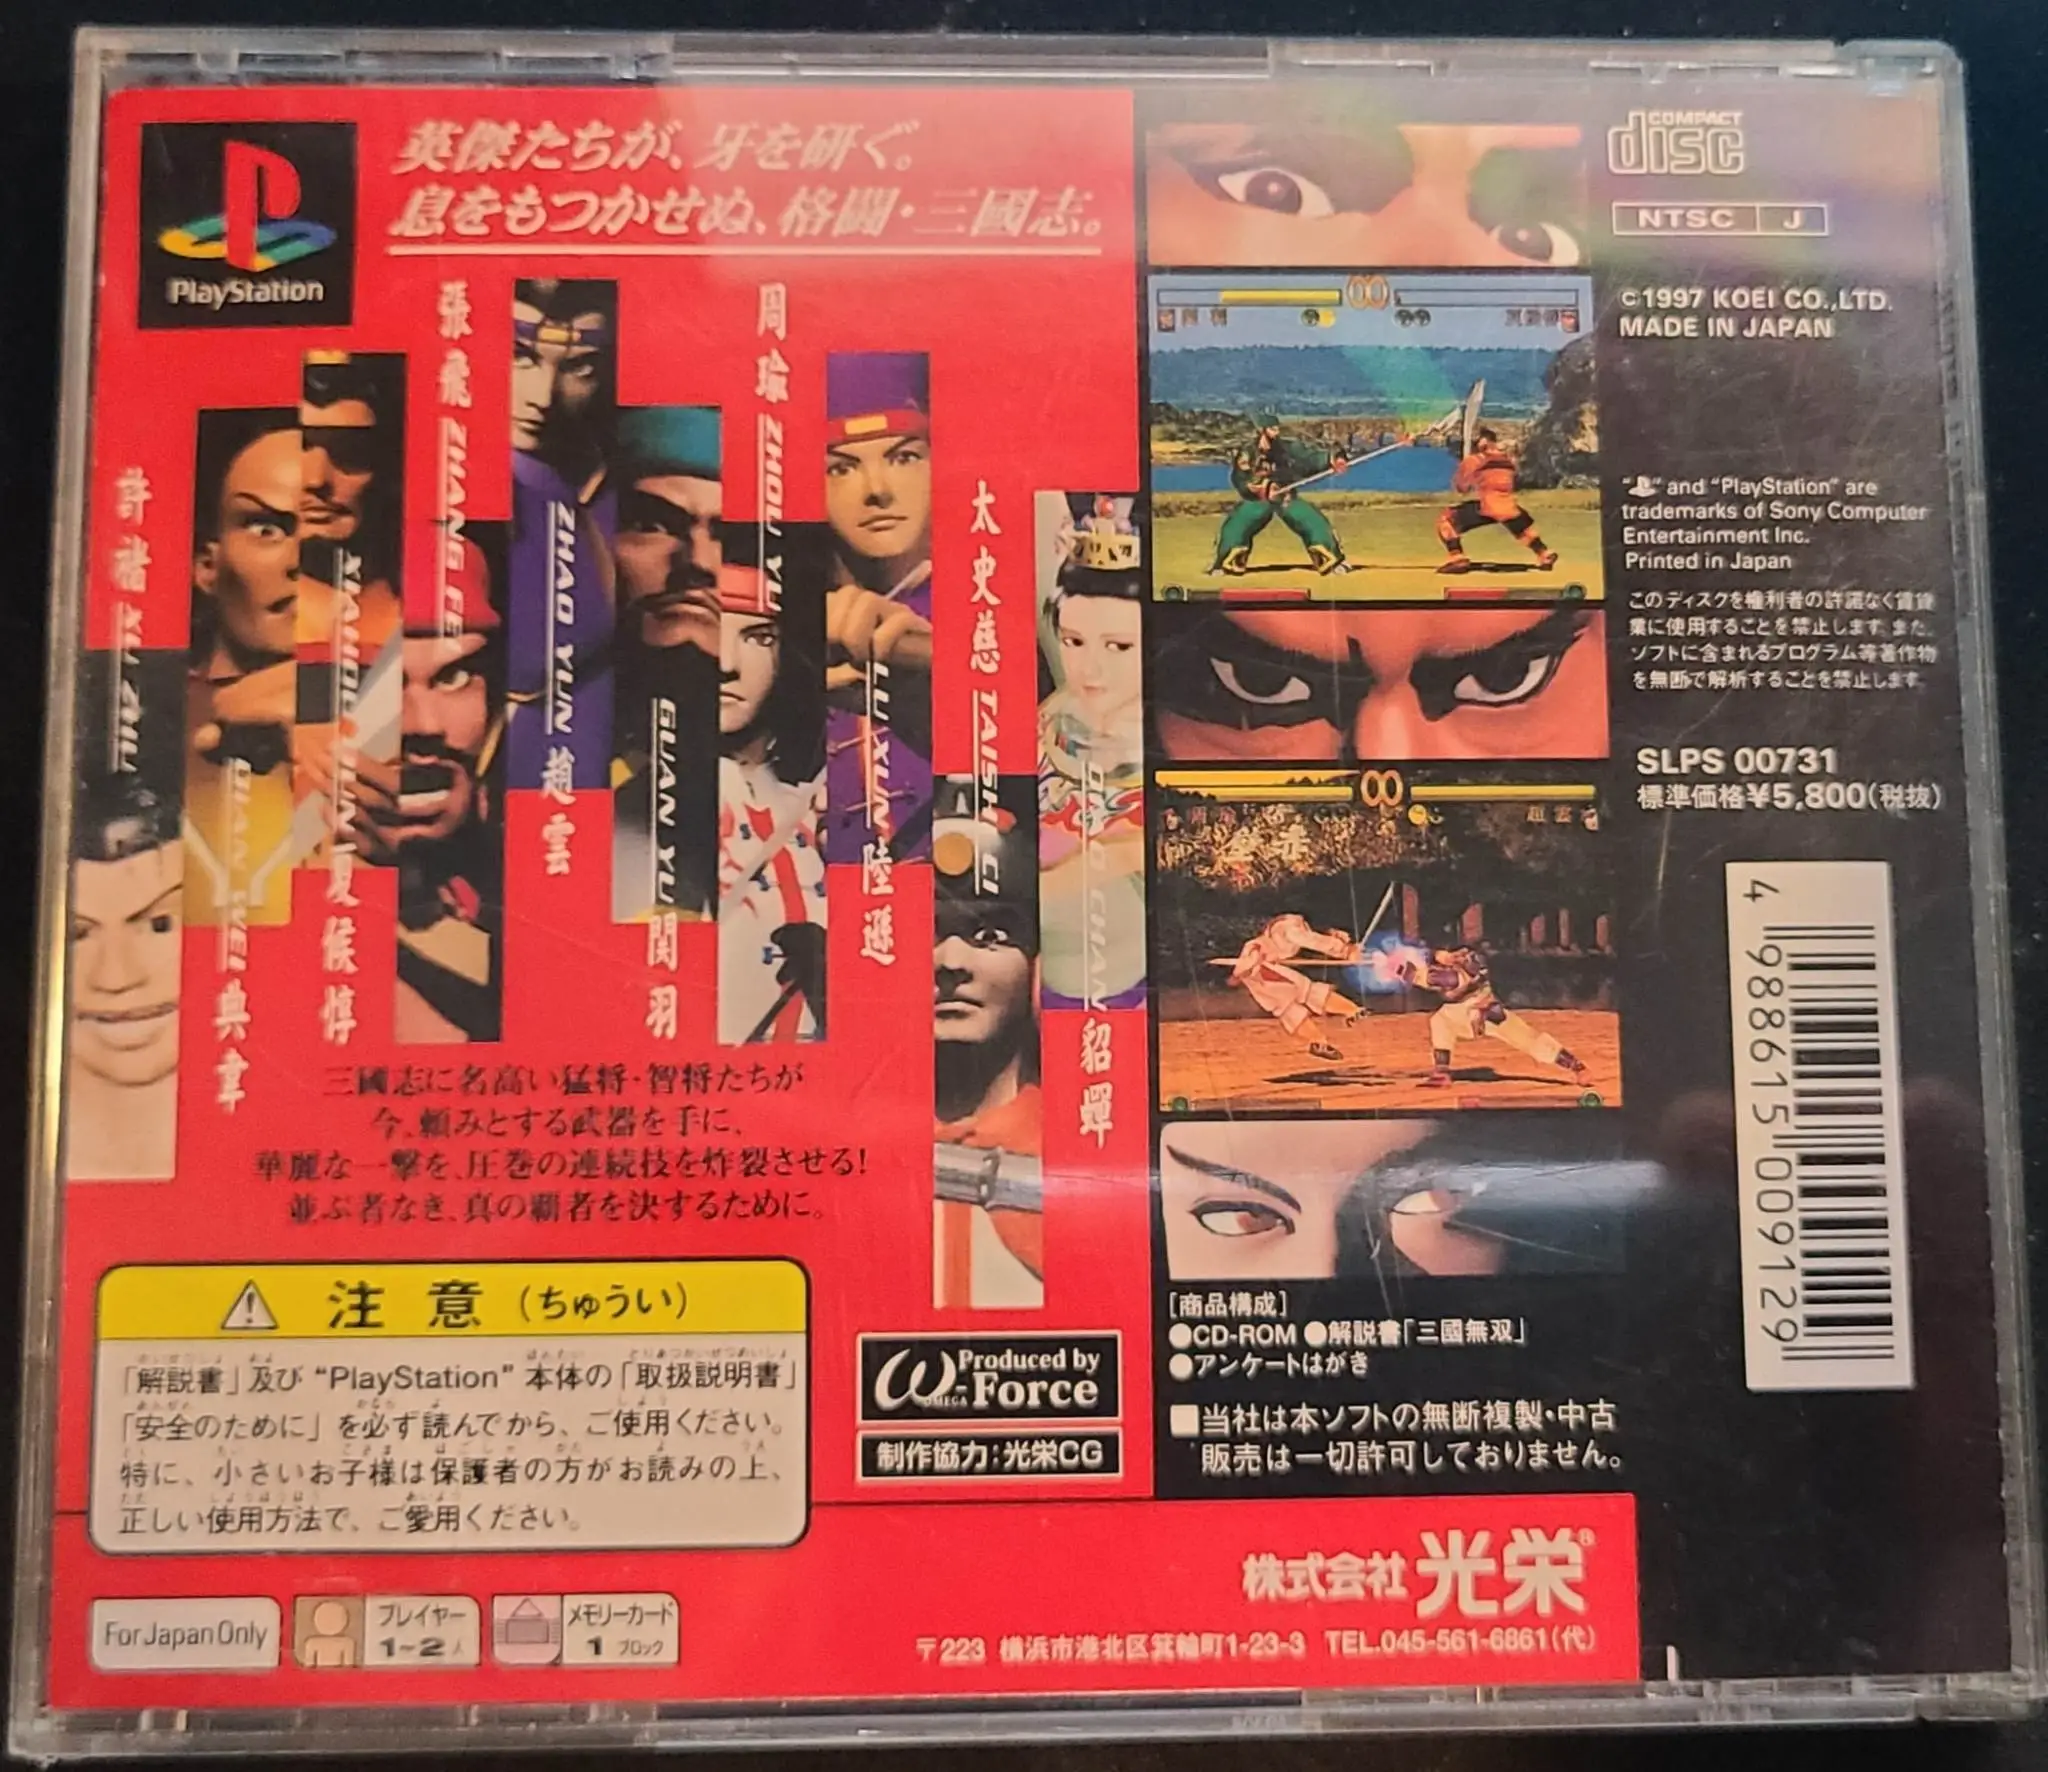 PlayStation
英傑たちが、牙を研ぐ。
息をもつかせぬ、格闘・三國志。
許褚 XU ZHU
DIAN WEI 典韋
XIAHOU DUN 夏候惇
張飛 ZHANG FEI
ZHAO YUN 趙雲
GUAN YU 関羽
周瑜 ZHOU YU
LU XUN 陸遜
太史慈 TAISHI CI
DIAO CHAN 貂蟬
三國志に名高い猛将・智将たちが
今、頼みとする武器を手に、
華麗な一撃を、圧巻の連続技を炸裂させる!
並ぶ者なき、真の覇者を決するために。
注意(ちゅうい)
「解説書」及び“PlayStation”本体の「取扱説明書」
「安全のために」を必ず読んでから、ご使用ください。
特に、小さいお子様は保護者の方がお読みの上、
正しい使用方法で、ご愛用ください。
For Japan Only
プレイヤー
1~2人
メモリーカード
1ブロック
Produced by
ω-Force
OMEGA
制作協力:光栄CG
COMPACT
disc
NTSC J
©1997 KOEI CO.,LTD.
MADE IN JAPAN
“ ” and “PlayStation” are
trademarks of Sony Computer
Entertainment Inc.
Printed in Japan
このディスクを権利者の許諾なく賃貸
業に使用することを禁止します。また、
ソフトに含まれるプログラム等著作物
を無断で解析することを禁止します。
SLPS 00731
標準価格¥5,800(税抜)
4 988615 009129
[商品構成]
●CD-ROM ●解説書「三國無双」
●アンケートはがき
■当社は本ソフトの無断複製・中古
販売は一切許可しておりません。
株式会社 光栄®
〒223 横浜市港北区箕輪町1-23-3 TEL.045-561-6861(代)